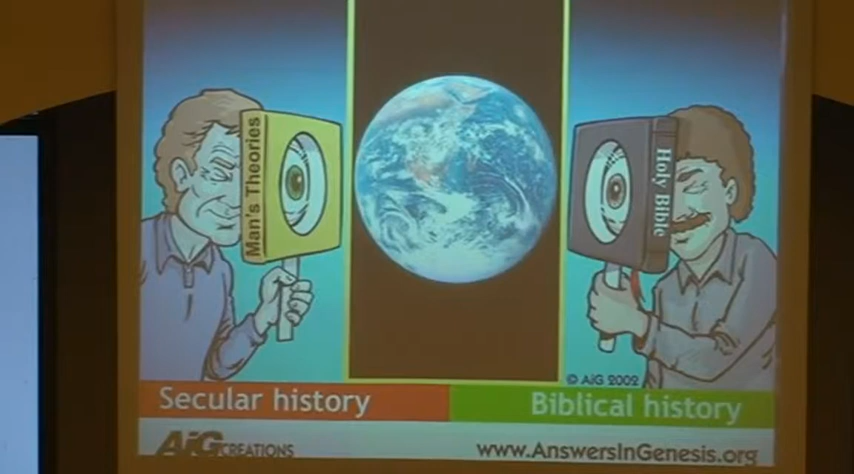 Man's Theories
Holy Bible
© AiG 2002
Secular history
Biblical history
AiG CREATIONS
www.AnswersInGenesis.org